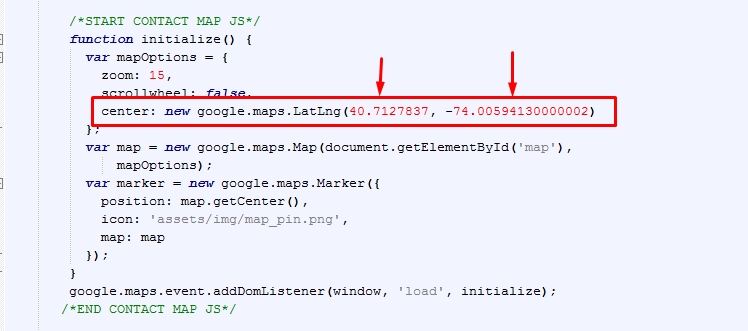 /*START CONTACT MAP JS*/
function initialize() {
var mapOptions = {
zoom: 15,
scrollwheel: false,
center: new google.maps.LatLng(40.7127837, -74.00594130000002)
};
var map = new google.maps.Map(document.getElementById('map'),
mapOptions);
var marker = new google.maps.Marker({
position: map.getCenter(),
icon: 'assets/img/map_pin.png',
map: map
});
}
google.maps.event.addDomListener(window, 'load', initialize);
/*END CONTACT MAP JS*/